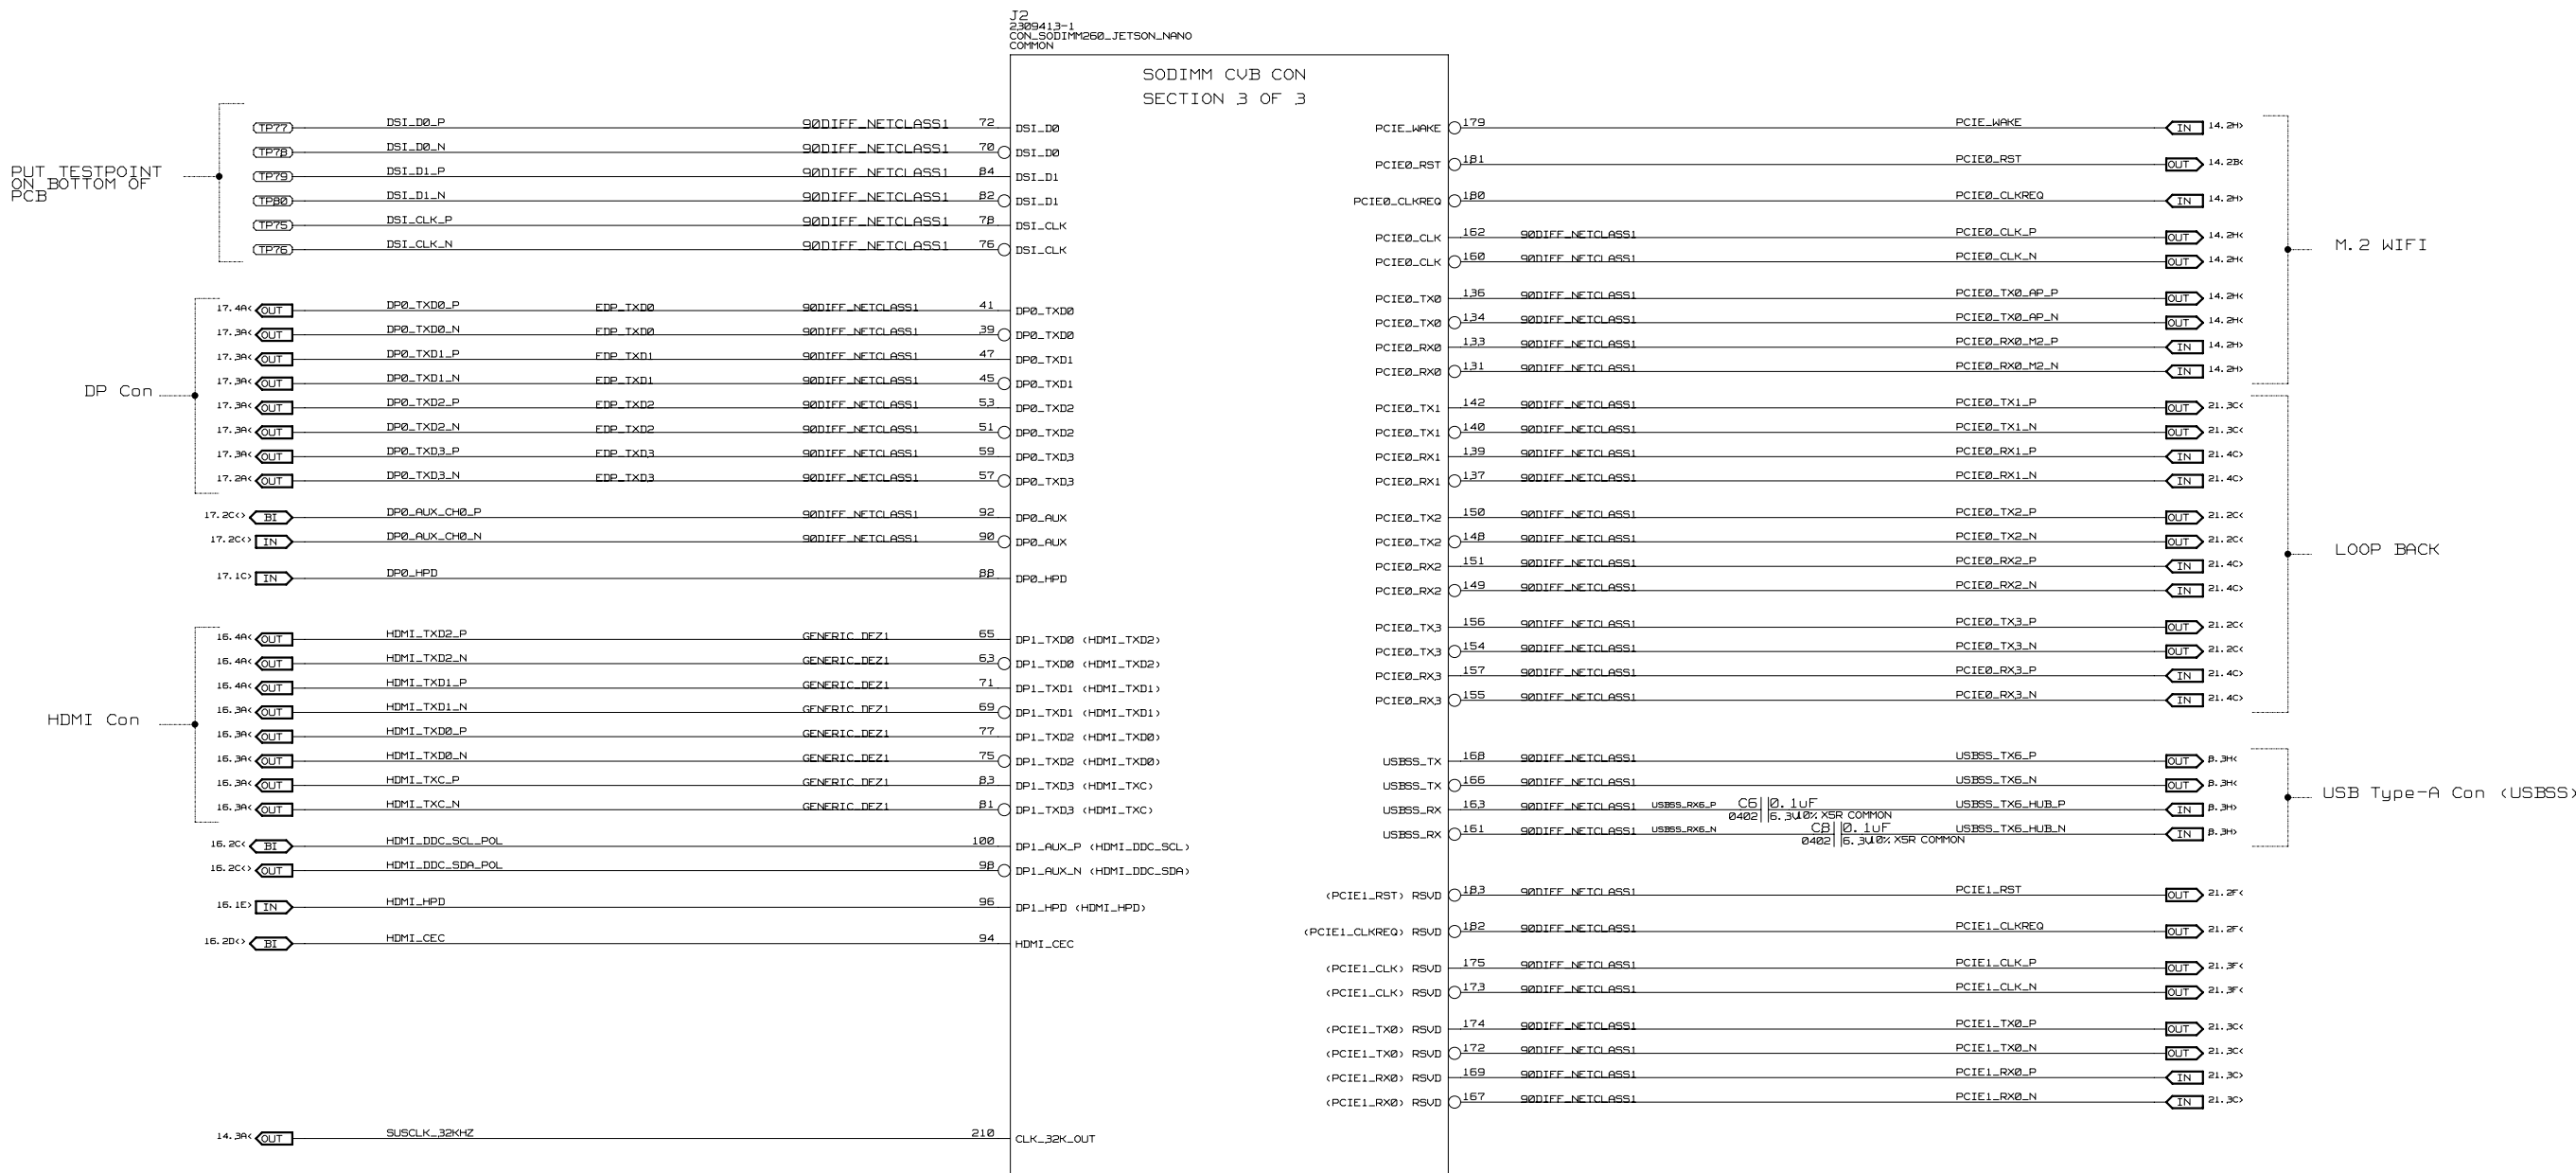 J2
2309413-1
CON_SODIMM260_JETSON_NANO
COMMON
SODIMM CVB CON
SECTION 3 OF 3
PUT TESTPOINT
ON BOTTOM OF
PCB
TP77 DSI_D0_P 90DIFF_NETCLASS1 72 DSI_D0
TP78 DSI_D0_N 90DIFF_NETCLASS1 70 DSI_D0
TP79 DSI_D1_P 90DIFF_NETCLASS1 84 DSI_D1
TP80 DSI_D1_N 90DIFF_NETCLASS1 82 DSI_D1
TP75 DSI_CLK_P 90DIFF_NETCLASS1 78 DSI_CLK
TP76 DSI_CLK_N 90DIFF_NETCLASS1 76 DSI_CLK
DP Con
17.4A< OUT DP0_TXD0_P EDP_TXD0 90DIFF_NETCLASS1 41 DP0_TXD0
17.3A< OUT DP0_TXD0_N EDP_TXD0 90DIFF_NETCLASS1 39 DP0_TXD0
17.3A< OUT DP0_TXD1_P EDP_TXD1 90DIFF_NETCLASS1 47 DP0_TXD1
17.3A< OUT DP0_TXD1_N EDP_TXD1 90DIFF_NETCLASS1 45 DP0_TXD1
17.3A< OUT DP0_TXD2_P EDP_TXD2 90DIFF_NETCLASS1 53 DP0_TXD2
17.3A< OUT DP0_TXD2_N EDP_TXD2 90DIFF_NETCLASS1 51 DP0_TXD2
17.3A< OUT DP0_TXD3_P EDP_TXD3 90DIFF_NETCLASS1 59 DP0_TXD3
17.2A< OUT DP0_TXD3_N EDP_TXD3 90DIFF_NETCLASS1 57 DP0_TXD3
17.2C<> BI DP0_AUX_CH0_P 90DIFF_NETCLASS1 92 DP0_AUX
17.2C<> IN DP0_AUX_CH0_N 90DIFF_NETCLASS1 90 DP0_AUX
17.1C> IN DP0_HPD 88 DP0_HPD
HDMI Con
16.4A< OUT HDMI_TXD2_P GENERIC_DEZ1 65 DP1_TXD0 (HDMI_TXD2)
16.4A< OUT HDMI_TXD2_N GENERIC_DEZ1 63 DP1_TXD0 (HDMI_TXD2)
16.4A< OUT HDMI_TXD1_P GENERIC_DEZ1 71 DP1_TXD1 (HDMI_TXD1)
16.3A< OUT HDMI_TXD1_N GENERIC_DEZ1 69 DP1_TXD1 (HDMI_TXD1)
16.3A< OUT HDMI_TXD0_P GENERIC_DEZ1 77 DP1_TXD2 (HDMI_TXD0)
16.3A< OUT HDMI_TXD0_N GENERIC_DEZ1 75 DP1_TXD2 (HDMI_TXD0)
16.3A< OUT HDMI_TXC_P GENERIC_DEZ1 83 DP1_TXD3 (HDMI_TXC)
16.3A< OUT HDMI_TXC_N GENERIC_DEZ1 81 DP1_TXD3 (HDMI_TXC)
16.2C< BI HDMI_DDC_SCL_POL 100 DP1_AUX_P (HDMI_DDC_SCL)
16.2C<> OUT HDMI_DDC_SDA_POL 98 DP1_AUX_N (HDMI_DDC_SDA)
16.1E> IN HDMI_HPD 96 DP1_HPD (HDMI_HPD)
16.2D<> BI HDMI_CEC 94 HDMI_CEC
14.3A< OUT SUSCLK_32KHZ 210 CLK_32K_OUT
PCIE_WAKE 179 PCIE_WAKE IN 14.2H>
PCIE0_RST 181 PCIE0_RST OUT 14.2B<
PCIE0_CLKREQ 180 PCIE0_CLKREQ IN 14.2H>
PCIE0_CLK 162 90DIFF_NETCLASS1 PCIE0_CLK_P OUT 14.2H<
PCIE0_CLK 160 90DIFF_NETCLASS1 PCIE0_CLK_N OUT 14.2H<
PCIE0_TX0 136 90DIFF_NETCLASS1 PCIE0_TX0_AP_P OUT 14.2H<
PCIE0_TX0 134 90DIFF_NETCLASS1 PCIE0_TX0_AP_N OUT 14.2H<
PCIE0_RX0 133 90DIFF_NETCLASS1 PCIE0_RX0_M2_P IN 14.2H>
PCIE0_RX0 131 90DIFF_NETCLASS1 PCIE0_RX0_M2_N IN 14.2H>
M.2 WIFI
PCIE0_TX1 142 90DIFF_NETCLASS1 PCIE0_TX1_P OUT 21.3C<
PCIE0_TX1 140 90DIFF_NETCLASS1 PCIE0_TX1_N OUT 21.3C<
PCIE0_RX1 139 90DIFF_NETCLASS1 PCIE0_RX1_P IN 21.4C>
PCIE0_RX1 137 90DIFF_NETCLASS1 PCIE0_RX1_N IN 21.4C>
PCIE0_TX2 150 90DIFF_NETCLASS1 PCIE0_TX2_P OUT 21.2C<
PCIE0_TX2 148 90DIFF_NETCLASS1 PCIE0_TX2_N OUT 21.2C<
PCIE0_RX2 151 90DIFF_NETCLASS1 PCIE0_RX2_P IN 21.4C>
PCIE0_RX2 149 90DIFF_NETCLASS1 PCIE0_RX2_N IN 21.4C>
PCIE0_TX3 156 90DIFF_NETCLASS1 PCIE0_TX3_P OUT 21.2C<
PCIE0_TX3 154 90DIFF_NETCLASS1 PCIE0_TX3_N OUT 21.2C<
PCIE0_RX3 157 90DIFF_NETCLASS1 PCIE0_RX3_P IN 21.4C>
PCIE0_RX3 155 90DIFF_NETCLASS1 PCIE0_RX3_N IN 21.4C>
LOOP BACK
USBSS_TX 168 90DIFF_NETCLASS1 USBSS_TX6_P OUT 8.3H<
USBSS_TX 166 90DIFF_NETCLASS1 USBSS_TX6_N OUT 8.3H<
USBSS_RX 163 90DIFF_NETCLASS1 USBSS_RX6_P C6 0.1uF USBSS_TX6_HUB_P IN 8.3H>
0402 6.3V10% X5R COMMON
USBSS_RX 161 90DIFF_NETCLASS1 USBSS_RX6_N C8 0.1uF USBSS_TX6_HUB_N IN 8.3H>
0402 6.3V10% X5R COMMON
USB Type-A Con (USBSS)
(PCIE1_RST) RSVD 183 90DIFF_NETCLASS1 PCIE1_RST OUT 21.2F<
(PCIE1_CLKREQ) RSVD 182 90DIFF_NETCLASS1 PCIE1_CLKREQ OUT 21.2F<
(PCIE1_CLK) RSVD 175 90DIFF_NETCLASS1 PCIE1_CLK_P OUT 21.3F<
(PCIE1_CLK) RSVD 173 90DIFF_NETCLASS1 PCIE1_CLK_N OUT 21.3F<
(PCIE1_TX0) RSVD 174 90DIFF_NETCLASS1 PCIE1_TX0_P OUT 21.3C<
(PCIE1_TX0) RSVD 172 90DIFF_NETCLASS1 PCIE1_TX0_N OUT 21.3C<
(PCIE1_RX0) RSVD 169 90DIFF_NETCLASS1 PCIE1_RX0_P IN 21.3C>
(PCIE1_RX0) RSVD 167 90DIFF_NETCLASS1 PCIE1_RX0_N IN 21.3C>